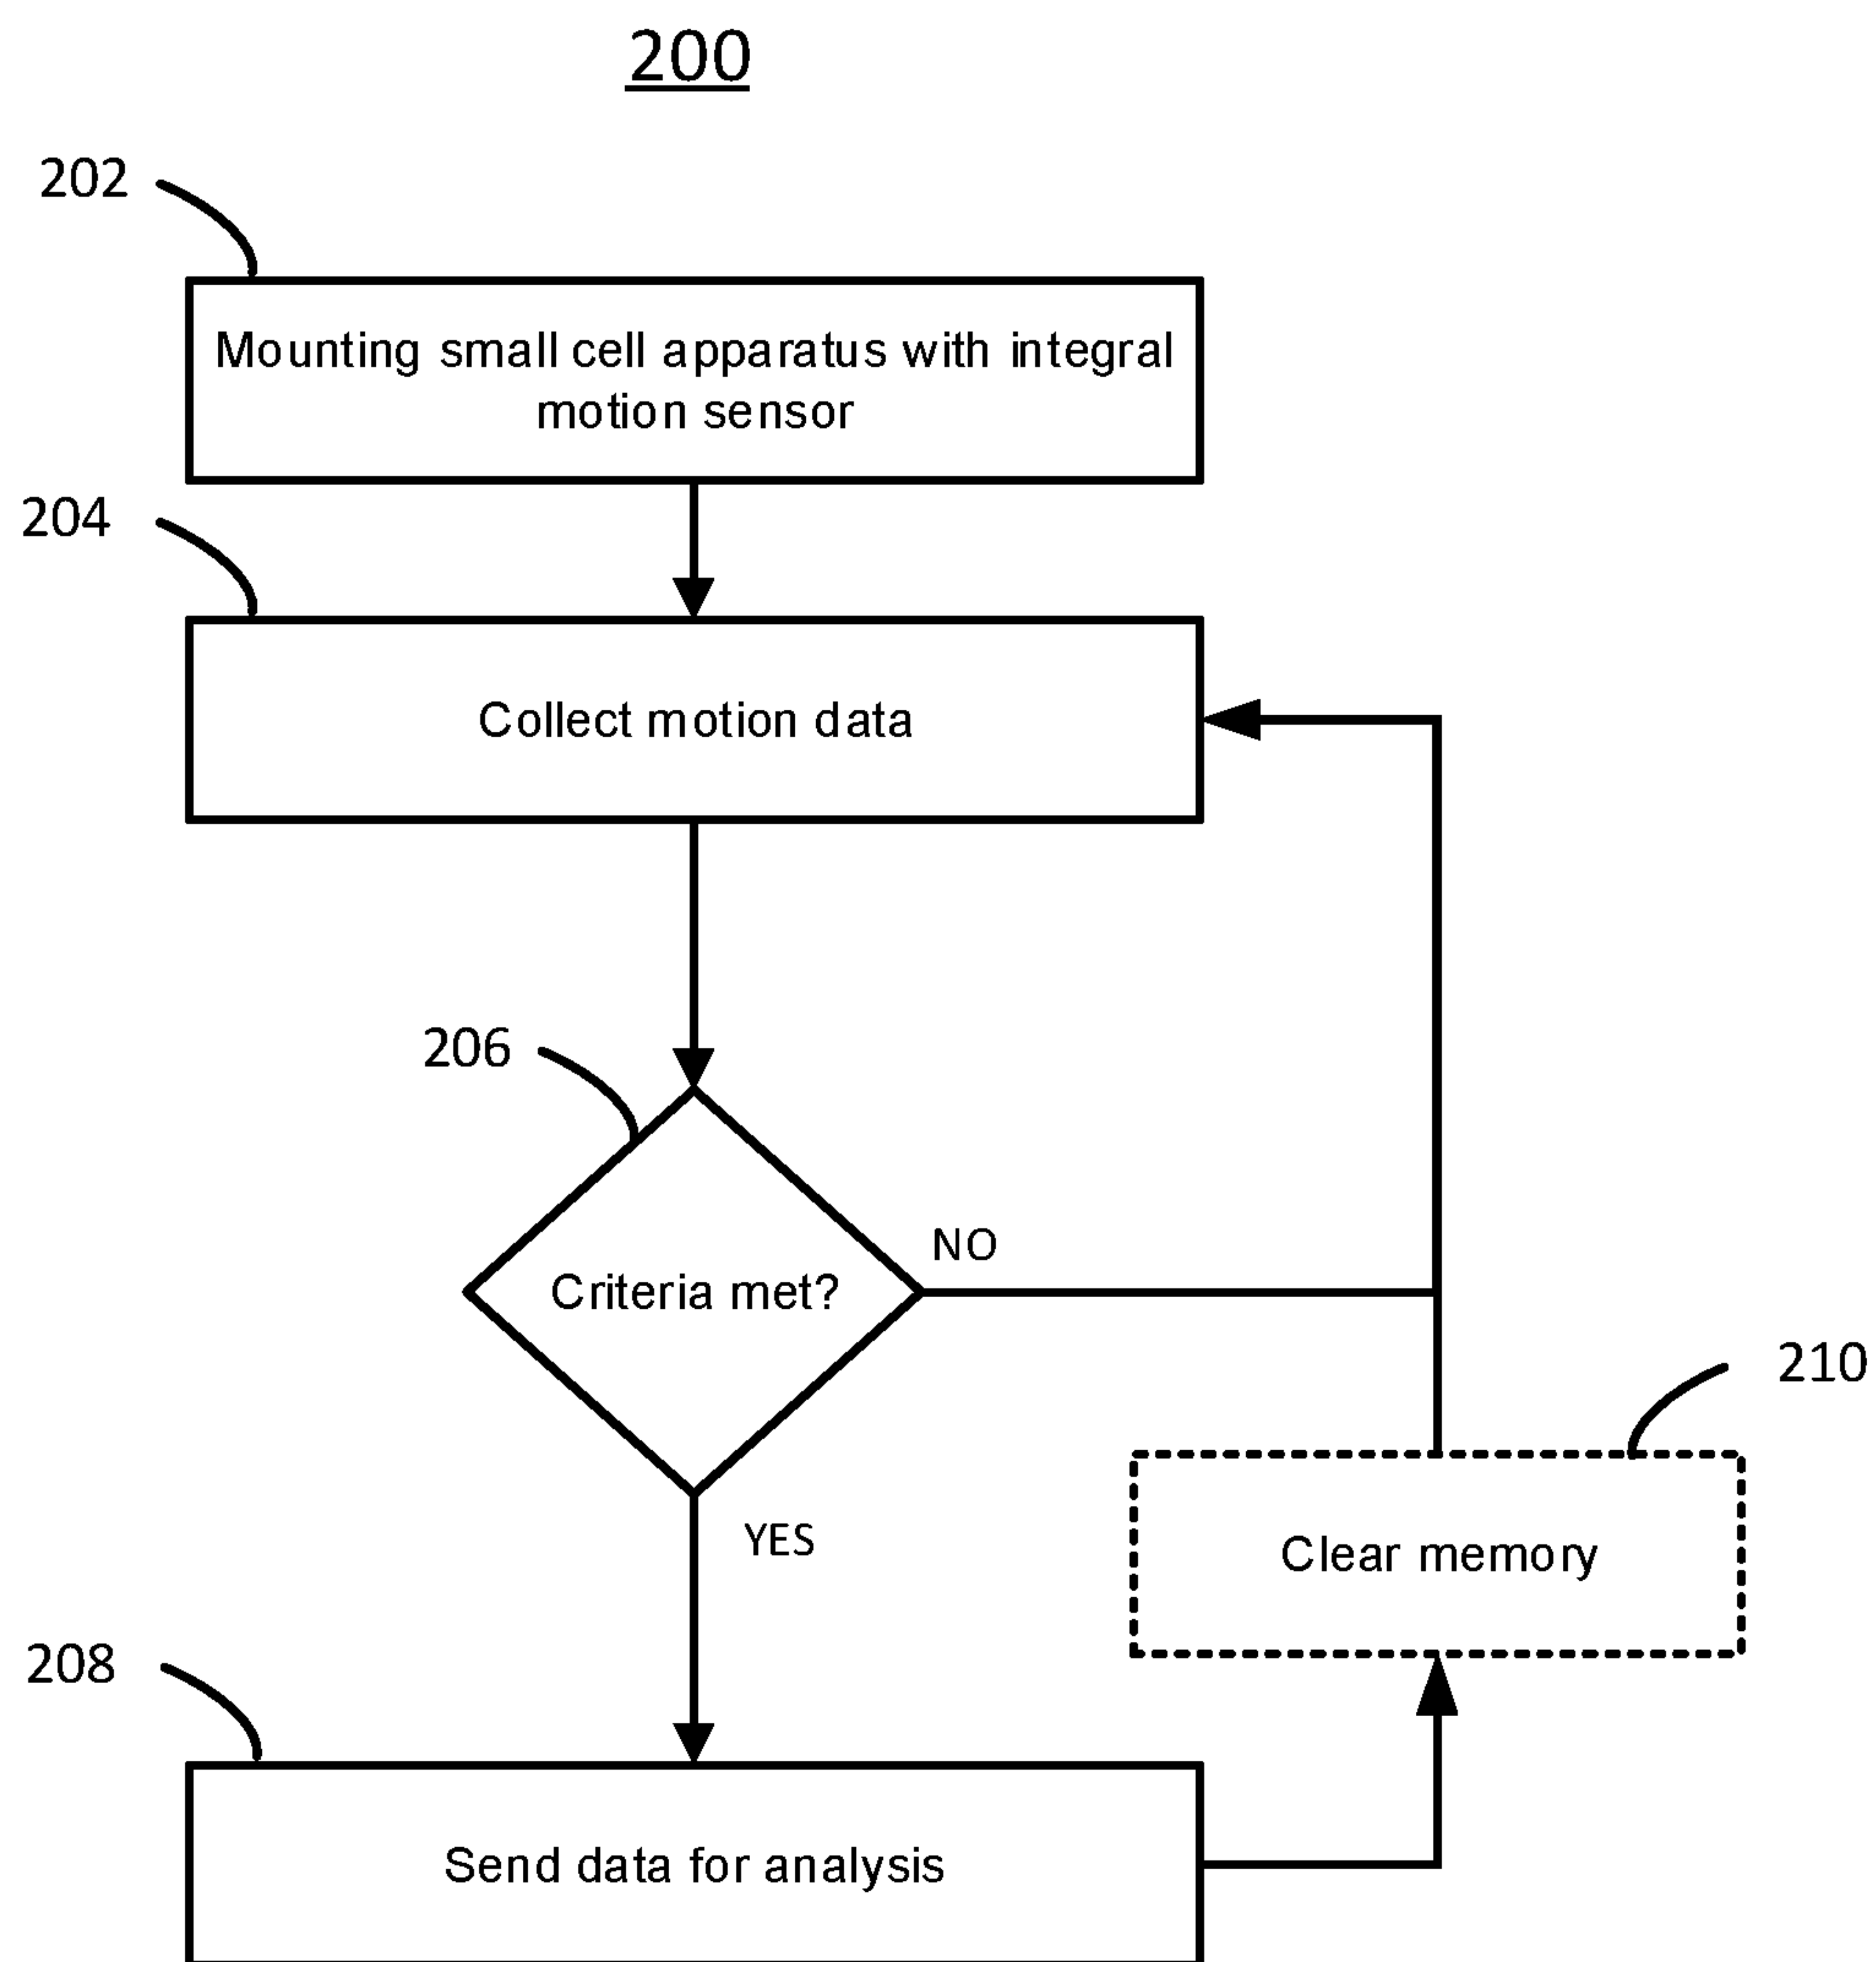 200
202
Mounting small cell apparatus with integral
motion sensor
204
Collect motion data
206
Criteria met?
NO
YES
210
Clear memory
208
Send data for analysis